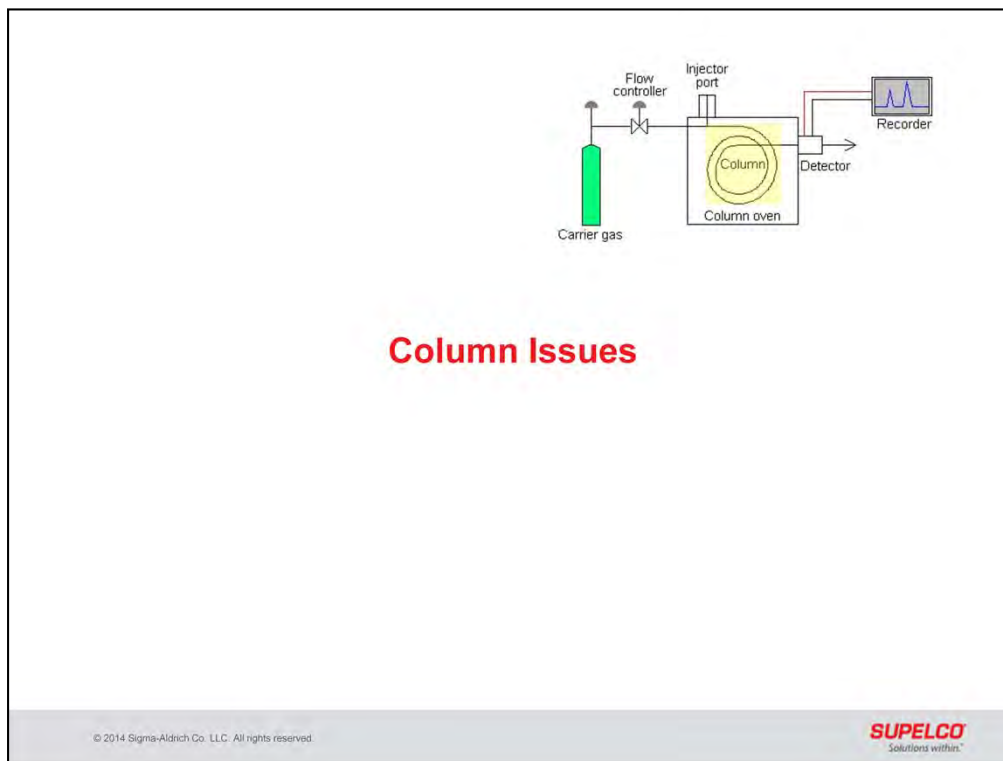 Flow
controller
Injector
port
Recorder
Column
Detector
Column oven
Carrier gas
Column Issues
© 2014 Sigma-Aldrich Co. LLC. All rights reserved.
SUPELCO
Solutions within.™